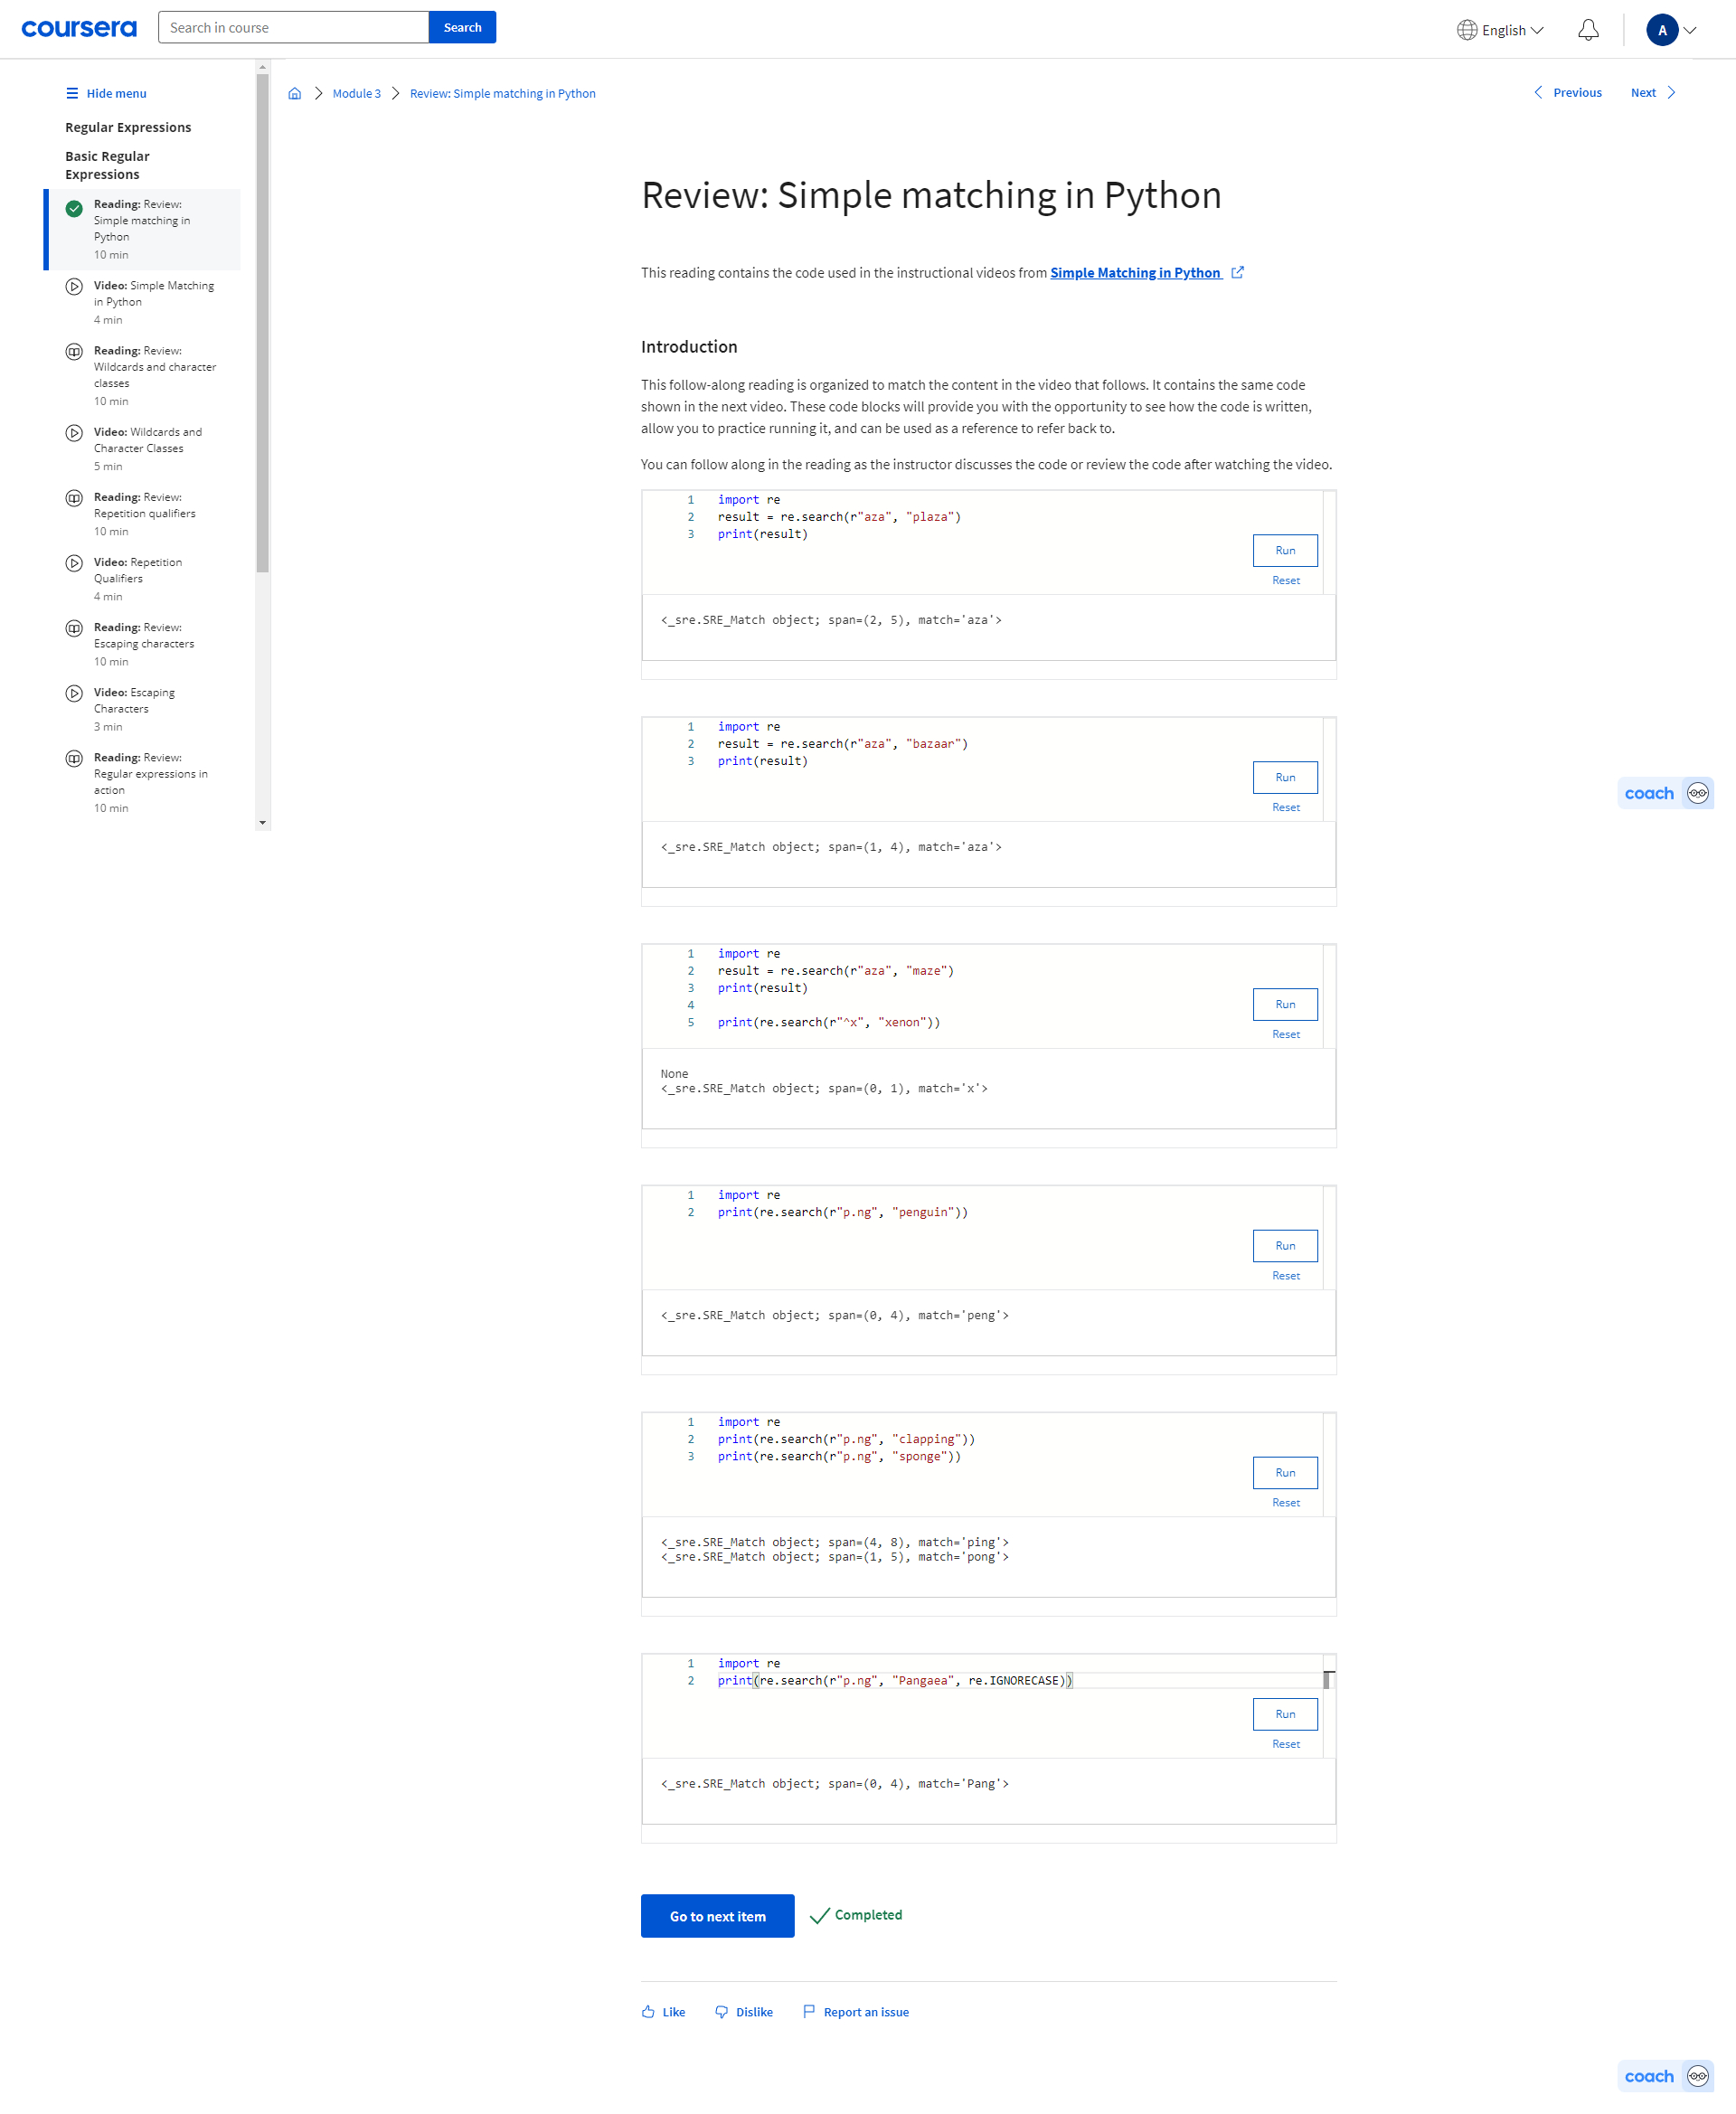 coursera
Search in course
Search
English
A
Hide menu
Regular Expressions
Basic Regular
Expressions
Reading: Review:
Simple matching in
Python
10 min
Video: Simple Matching
in Python
4 min
Reading: Review:
Wildcards and character
classes
10 min
Video: Wildcards and
Character Classes
5 min
Reading: Review:
Repetition qualifiers
10 min
Video: Repetition
Qualifiers
4 min
Reading: Review:
Escaping characters
10 min
Video: Escaping
Characters
3 min
Reading: Review:
Regular expressions in
action
10 min
Module 3
Review: Simple matching in Python
Previous
Next
Review: Simple matching in Python
This reading contains the code used in the instructional videos from Simple Matching in Python
Introduction
This follow-along reading is organized to match the content in the video that follows. It contains the same code
shown in the next video. These code blocks will provide you with the opportunity to see how the code is written,
allow you to practice running it, and can be used as a reference to refer back to.
You can follow along in the reading as the instructor discusses the code or review the code after watching the video.
1 import re
2 result = re.search(r"aza", "plaza")
3 print(result)
Run
Reset
<_sre.SRE_Match object; span=(2, 5), match='aza'>
1 import re
2 result = re.search(r"aza", "bazaar")
3 print(result)
Run
Reset
<_sre.SRE_Match object; span=(1, 4), match='aza'>
1 import re
2 result = re.search(r"aza", "maze")
3 print(result)
4
5 print(re.search(r"^x", "xenon"))
Run
Reset
None
<_sre.SRE_Match object; span=(0, 1), match='x'>
1 import re
2 print(re.search(r"p.ng", "penguin"))
Run
Reset
<_sre.SRE_Match object; span=(0, 4), match='peng'>
1 import re
2 print(re.search(r"p.ng", "clapping"))
3 print(re.search(r"p.ng", "sponge"))
Run
Reset
<_sre.SRE_Match object; span=(4, 8), match='ping'>
<_sre.SRE_Match object; span=(1, 5), match='pong'>
1 import re
2 print(re.search(r"p.ng", "Pangaea", re.IGNORECASE))
Run
Reset
<_sre.SRE_Match object; span=(0, 4), match='Pang'>
Go to next item
Completed
Like
Dislike
Report an issue
coach
coach